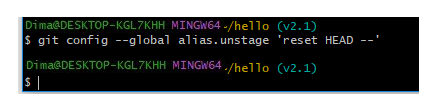 Dima@DESKTOP-KGL7KHH MINGW64 ~/hello (v2.1)
$ git config --global alias.unstage 'reset HEAD --'
Dima@DESKTOP-KGL7KHH MINGW64 ~/hello (v2.1)
$